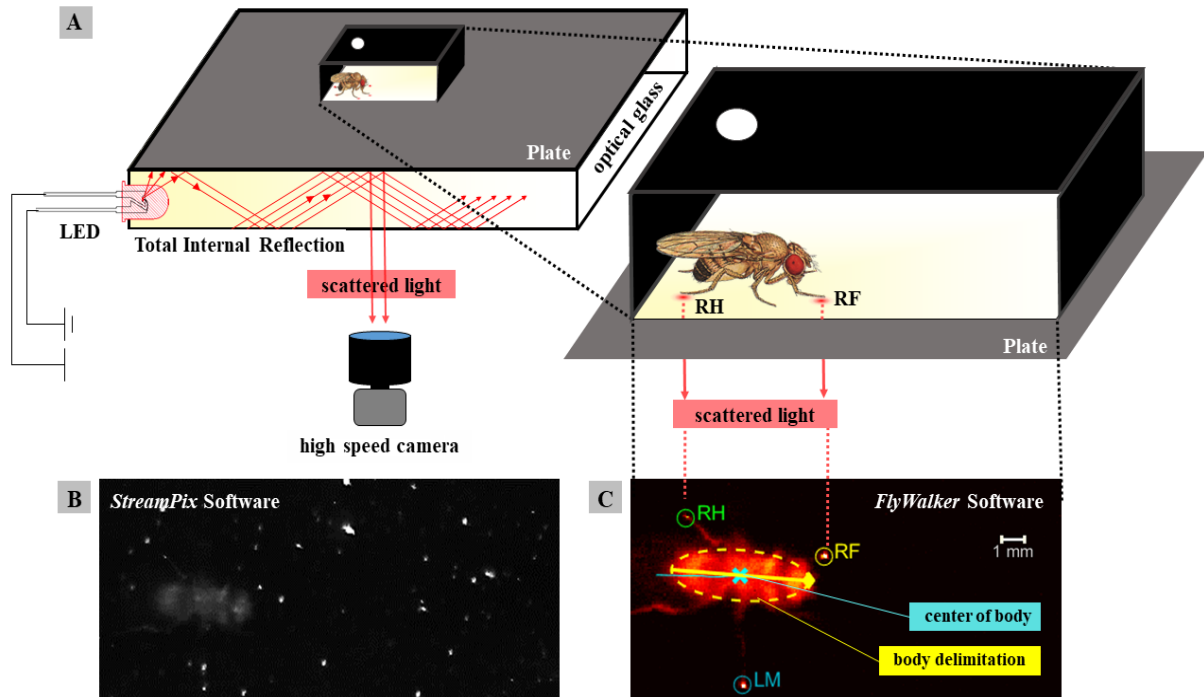 A
Plate
optical glass
LED
Total Internal Reflection
scattered light
high speed camera
RH
RF
Plate
scattered light
B
StreamPix Software
C
FlyWalker Software
RH
RF
1 mm
center of body
body delimitation
LM